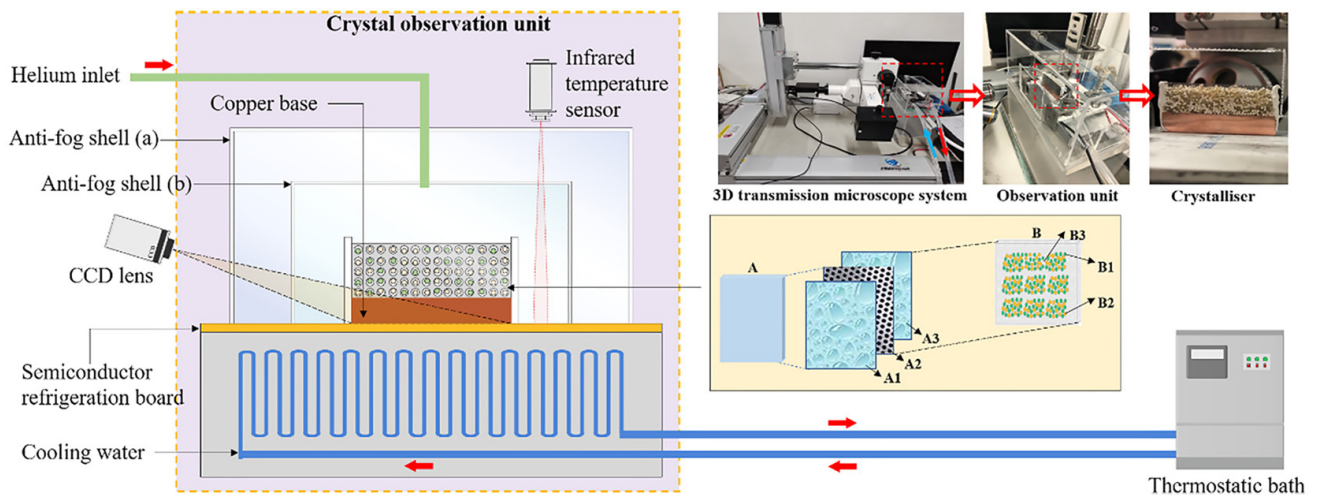 Crystal observation unit
Helium inlet
Infrared
temperature
sensor
Copper base
Anti-fog shell (a)
Anti-fog shell (b)
CCD
CCD lens
Semiconductor
refrigeration board
Cooling water
3D transmission microscope system
Observation unit
Crystalliser
A
B
B3
B1
B2
A3
A2
A1
Thermostatic bath